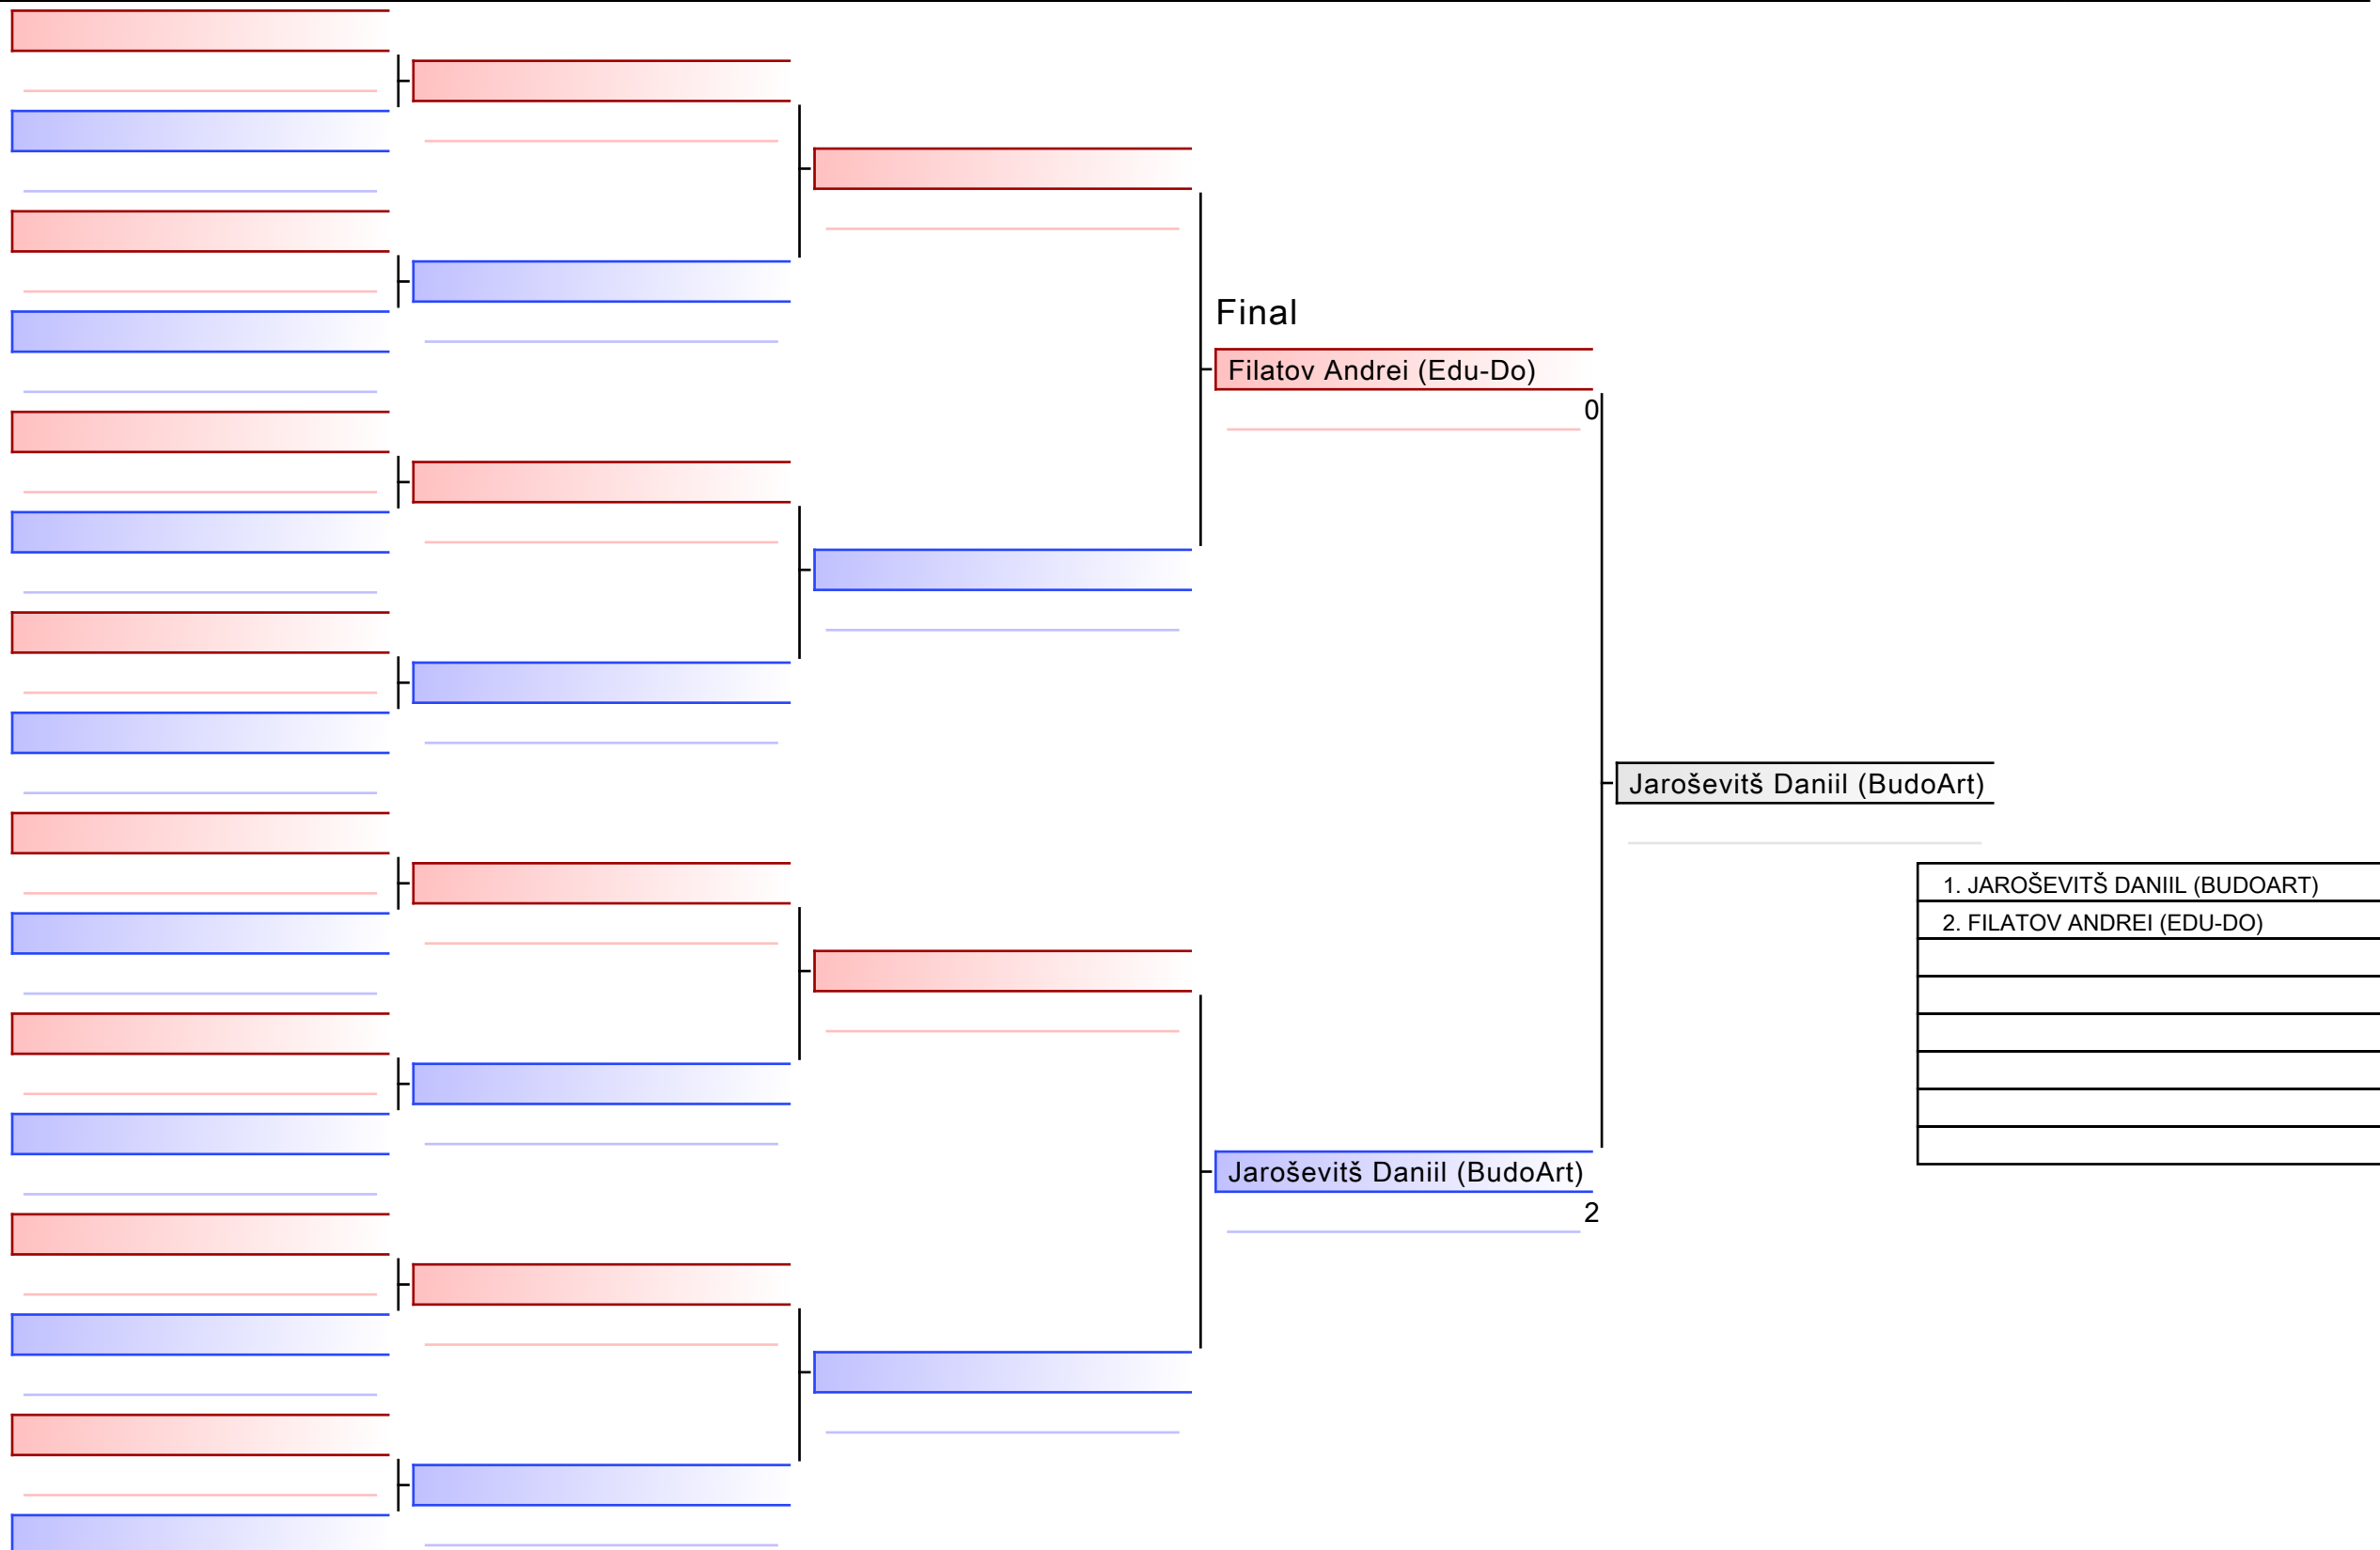 Final
Filatov Andrei (Edu-Do)
0
Jaroševitš Daniil (BudoArt)
1. JAROŠEVITŠ DANIIL (BUDOART)
2. FILATOV ANDREI (EDU-DO)
Jaroševitš Daniil (BudoArt)
2